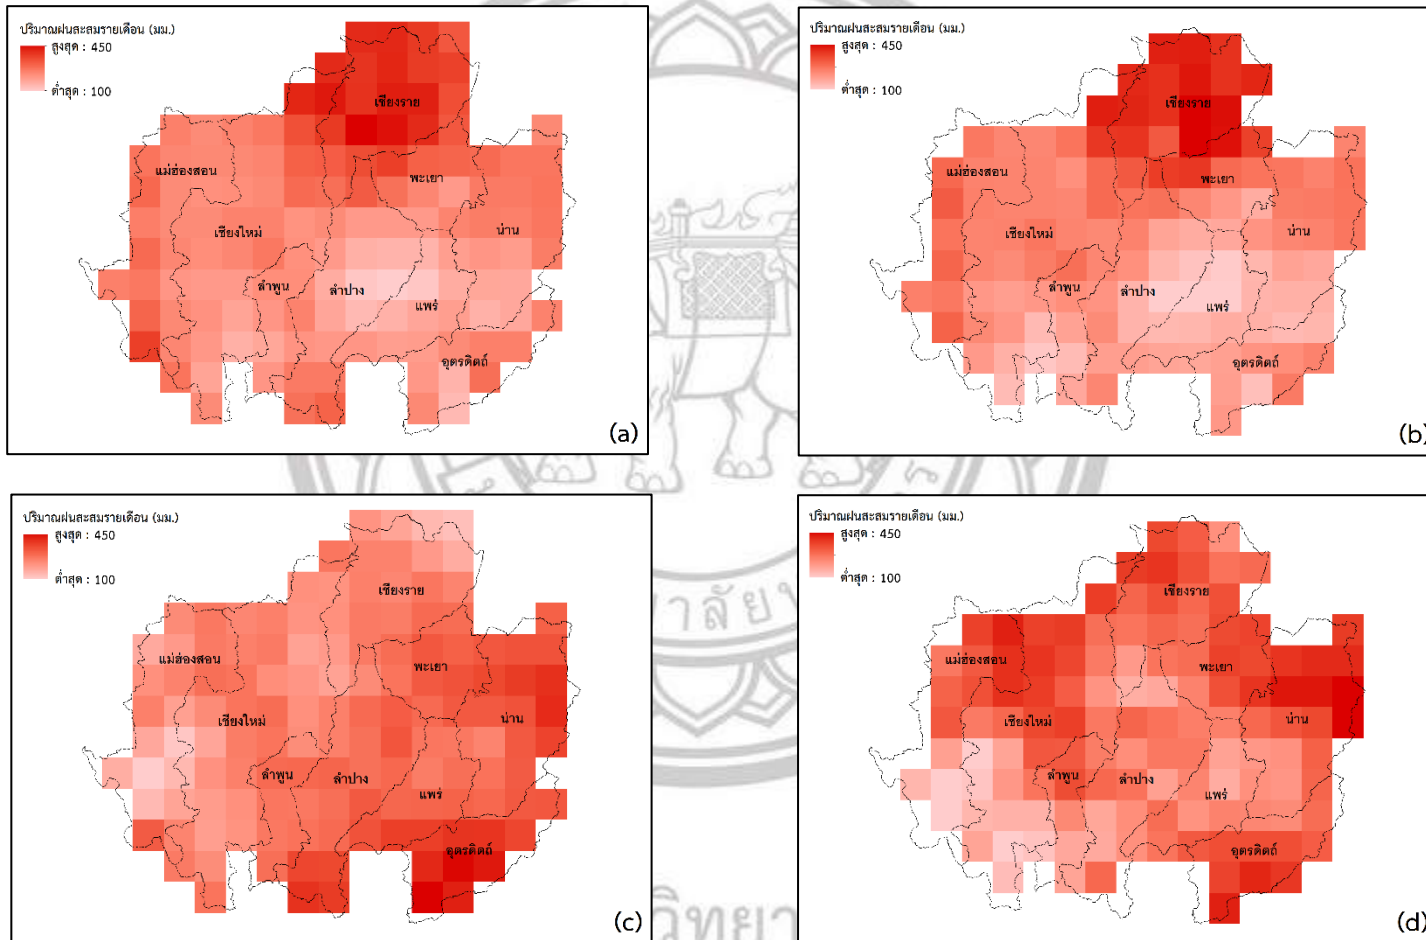 ปริมาณฝนสะสมรายเดือน (มม.)
สูงสุด : 450
ต่ำสุด : 100
เชียงราย
แม่ฮ่องสอน
พะเยา
เชียงใหม่
น่าน
ลำพูน
ลำปาง
แพร่
อุตรดิตถ์
(a)
ปริมาณฝนสะสมรายเดือน (มม.)
สูงสุด : 450
ต่ำสุด : 100
เชียงราย
แม่ฮ่องสอน
พะเยา
เชียงใหม่
น่าน
ลำพูน
ลำปาง
แพร่
อุตรดิตถ์
(b)
ปริมาณฝนสะสมรายเดือน (มม.)
สูงสุด : 450
ต่ำสุด : 100
เชียงราย
แม่ฮ่องสอน
พะเยา
เชียงใหม่
น่าน
ลำพูน
ลำปาง
แพร่
อุตรดิตถ์
(c)
ปริมาณฝนสะสมรายเดือน (มม.)
สูงสุด : 450
ต่ำสุด : 100
เชียงราย
แม่ฮ่องสอน
พะเยา
เชียงใหม่
น่าน
ลำพูน
ลำปาง
แพร่
อุตรดิตถ์
(d)